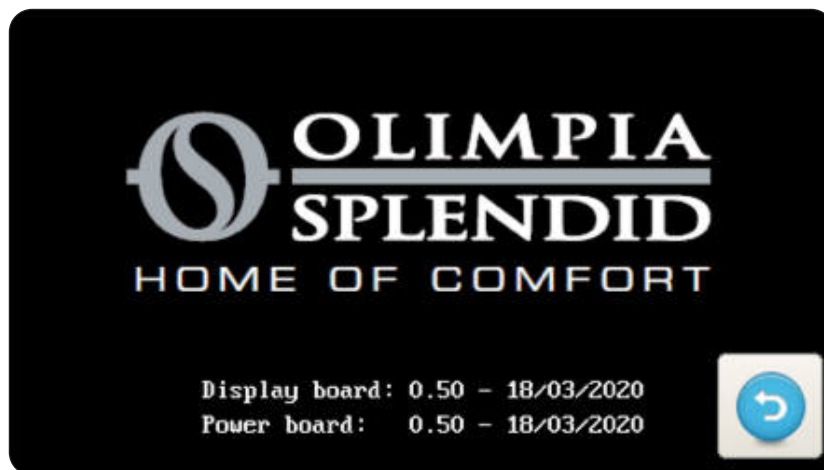 OLIMPIA
SPLENDID
HOME OF COMFORT
Display board: 0.50 - 18/03/2020
Power board: 0.50 - 18/03/2020